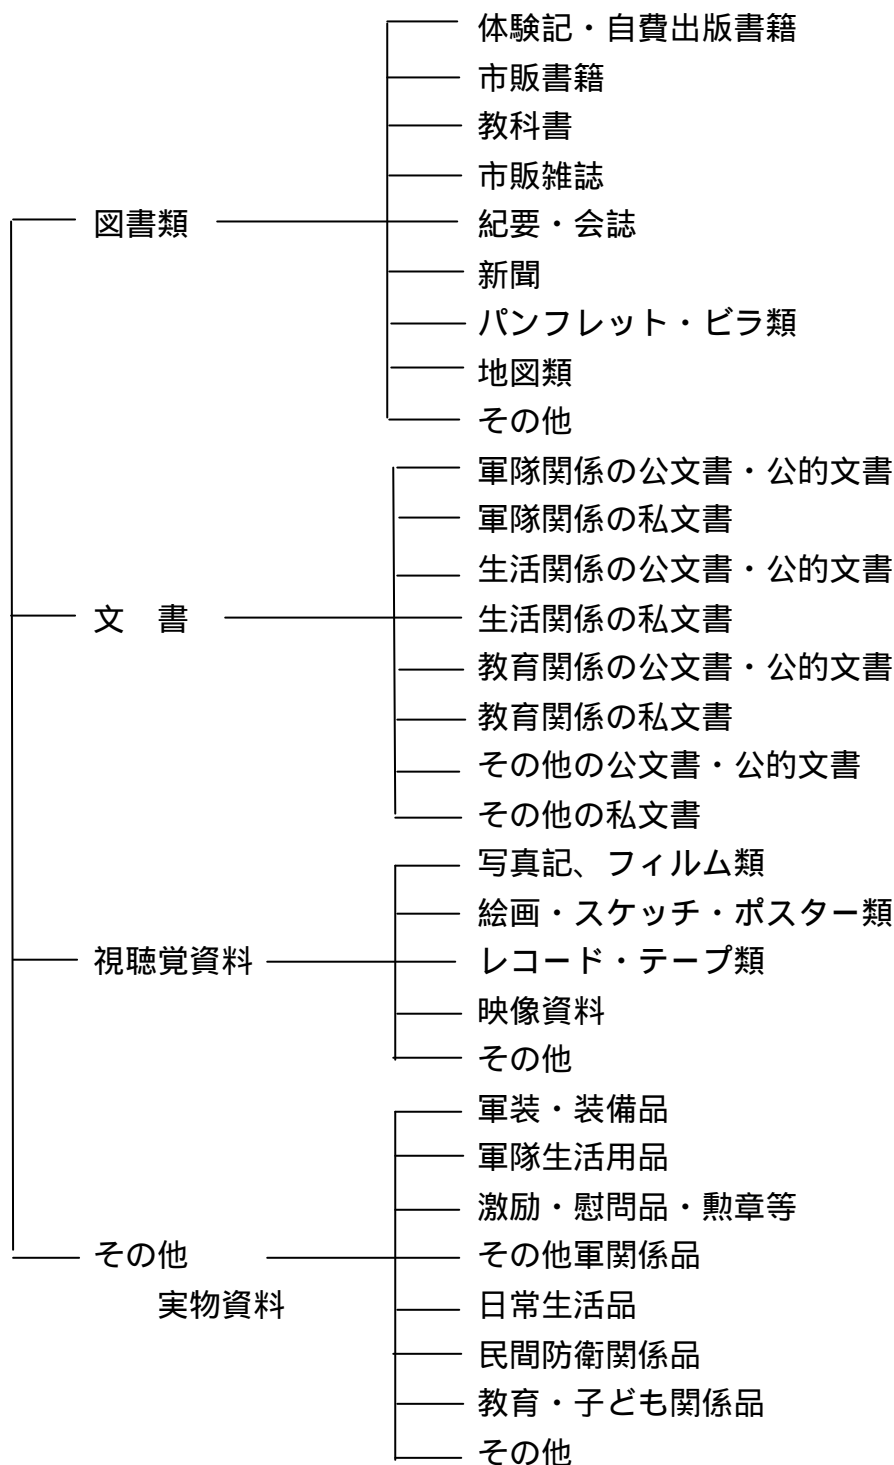 体験記・自費出版書籍
市販書籍
教科書
市販雑誌
図書類
紀要・会誌
新聞
パンフレット・ビラ類
地図類
その他
軍隊関係の公文書・公的文書
軍隊関係の私文書
生活関係の公文書・公的文書
文　書
生活関係の私文書
教育関係の公文書・公的文書
教育関係の私文書
その他の公文書・公的文書
その他の私文書
写真記、フィルム類
絵画・スケッチ・ポスター類
視聴覚資料
レコード・テープ類
映像資料
その他
軍装・装備品
軍隊生活用品
激励・慰問品・勲章等
その他
その他軍関係品
実物資料
日常生活品
民間防衛関係品
教育・子ども関係品
その他